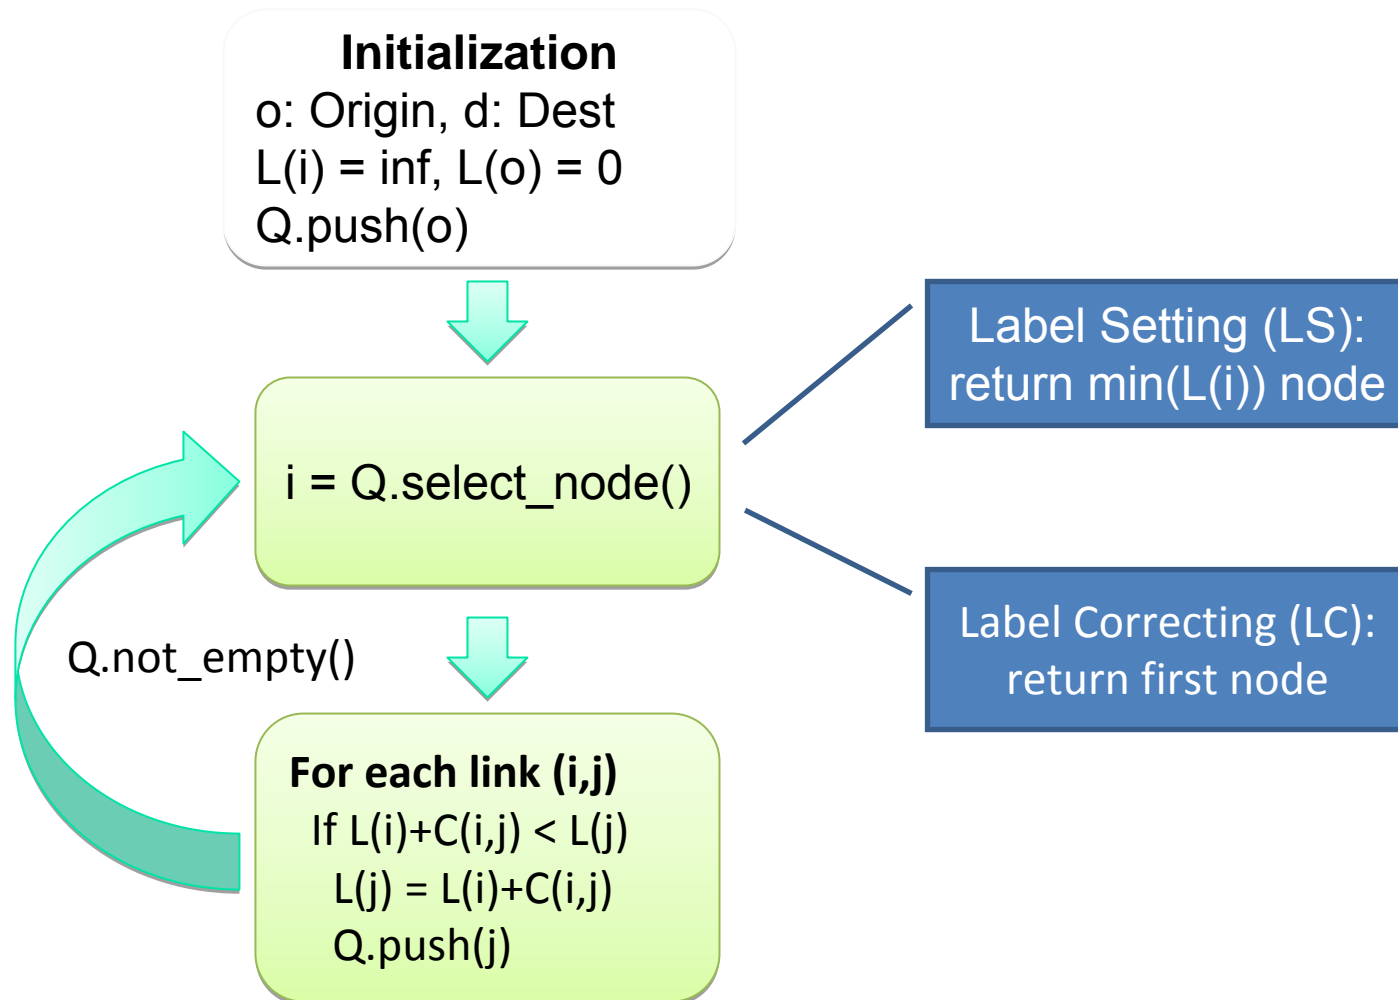 Initialization
o: Origin, d: Dest
L(i) = inf, L(o) = 0
Q.push(o)
i = Q.select_node()
Label Setting (LS):
return min(L(i)) node
Label Correcting (LC):
return first node
Q.not_empty()
For each link (i,j)
If L(i)+C(i,j) < L(j)
L(j) = L(i)+C(i,j)
Q.push(j)